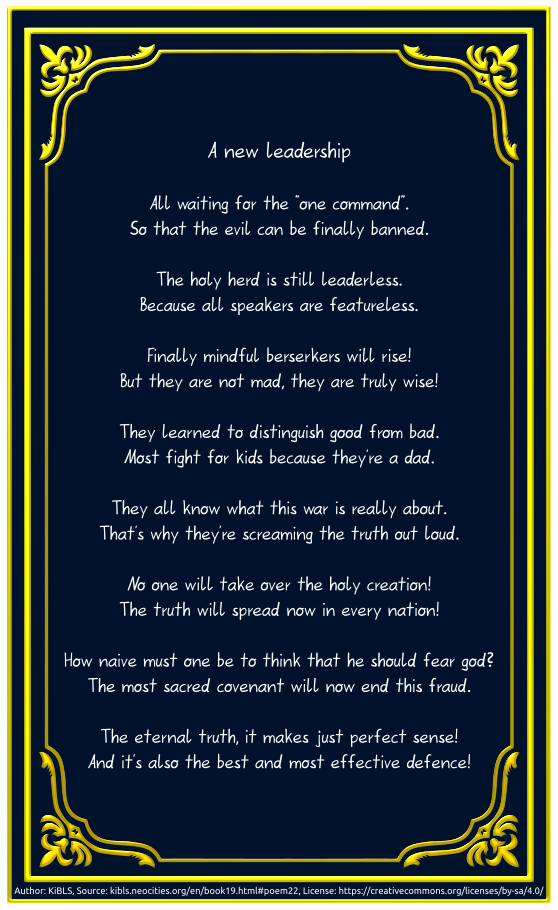 A new leadership
All waiting for the "one command".
So that the evil can be finally banned.
The holy herd is still leaderless.
Because all speakers are featureless.
Finally mindful berserkers will rise!
But they are not mad, they are truly wise!
They learned to distinguish good from bad.
Most fight for kids because they're a dad.
They all know what this war is really about.
That's why they're screaming the truth out loud.
No one will take over the holy creation!
The truth will spread now in every nation!
How naive must one be to think that he should fear god?
The most sacred covenant will now end this fraud.
The eternal truth, it makes just perfect sense!
And it's also the best and most effective defence!
Author: KiBLS, Source: kibls.neocities.org/en/book19.html#poem22, License: https://creativecommons.org/licenses/by-sa/4.0/